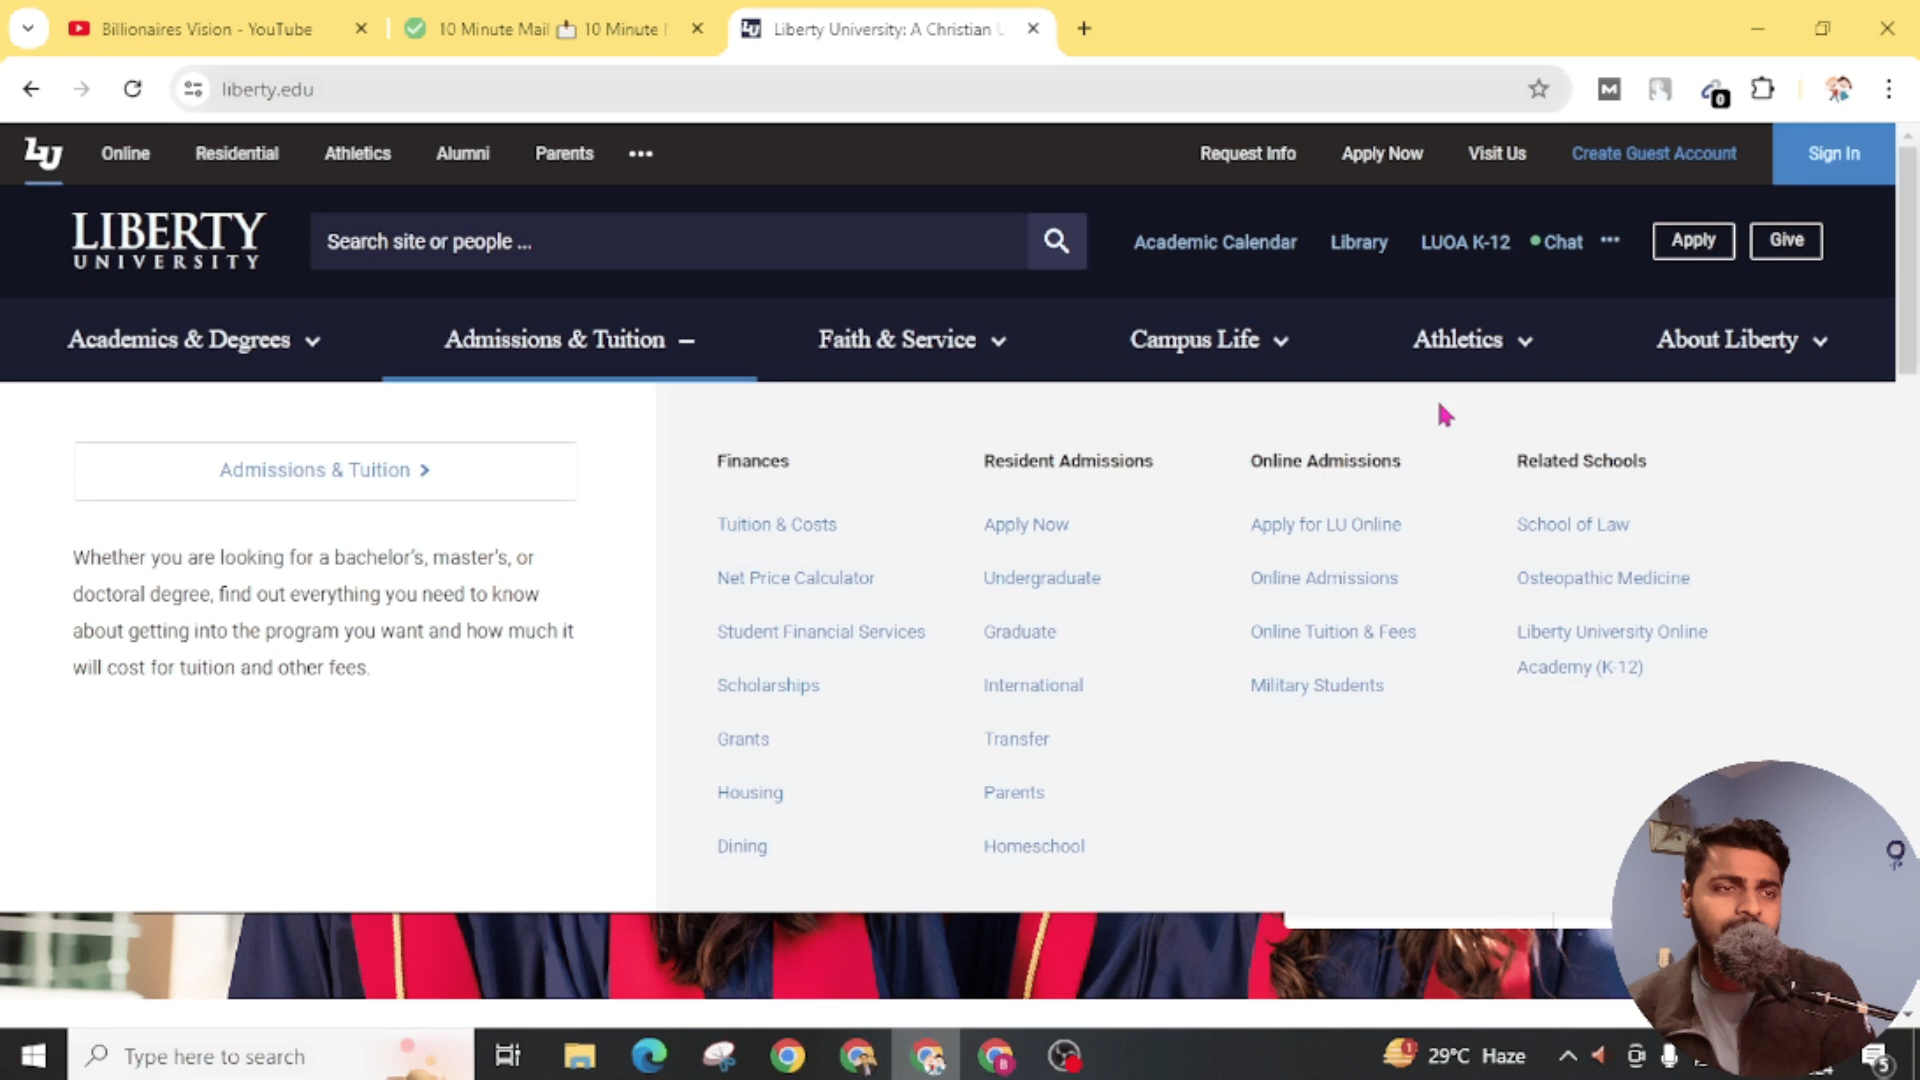 Billionaires Vision - YouTube
10 Minute Mail 10 Minute
Liberty University: A Christian
liberty.edu
0
LU Online Residential Athletics Alumni Parents
Request Info Apply Now Visit Us Create Guest Account Sign In
LIBERTY
UNIVERSITY
Search site or people ...
Academic Calendar Library LUOA K-12 Chat
Apply Give
Academics & Degrees Admissions & Tuition Faith & Service Campus Life Athletics About Liberty
Admissions & Tuition >
Whether you are looking for a bachelor's, master's, or
doctoral degree, find out everything you need to know
about getting into the program you want and how much it
will cost for tuition and other fees.
Finances
Tuition & Costs
Net Price Calculator
Student Financial Services
Scholarships
Grants
Housing
Dining
Resident Admissions
Apply Now
Undergraduate
Graduate
International
Transfer
Parents
Homeschool
Online Admissions
Apply for LU Online
Online Admissions
Online Tuition & Fees
Military Students
Related Schools
School of Law
Osteopathic Medicine
Liberty University Online
Academy (K-12)
Type here to search
29°C Haze
5